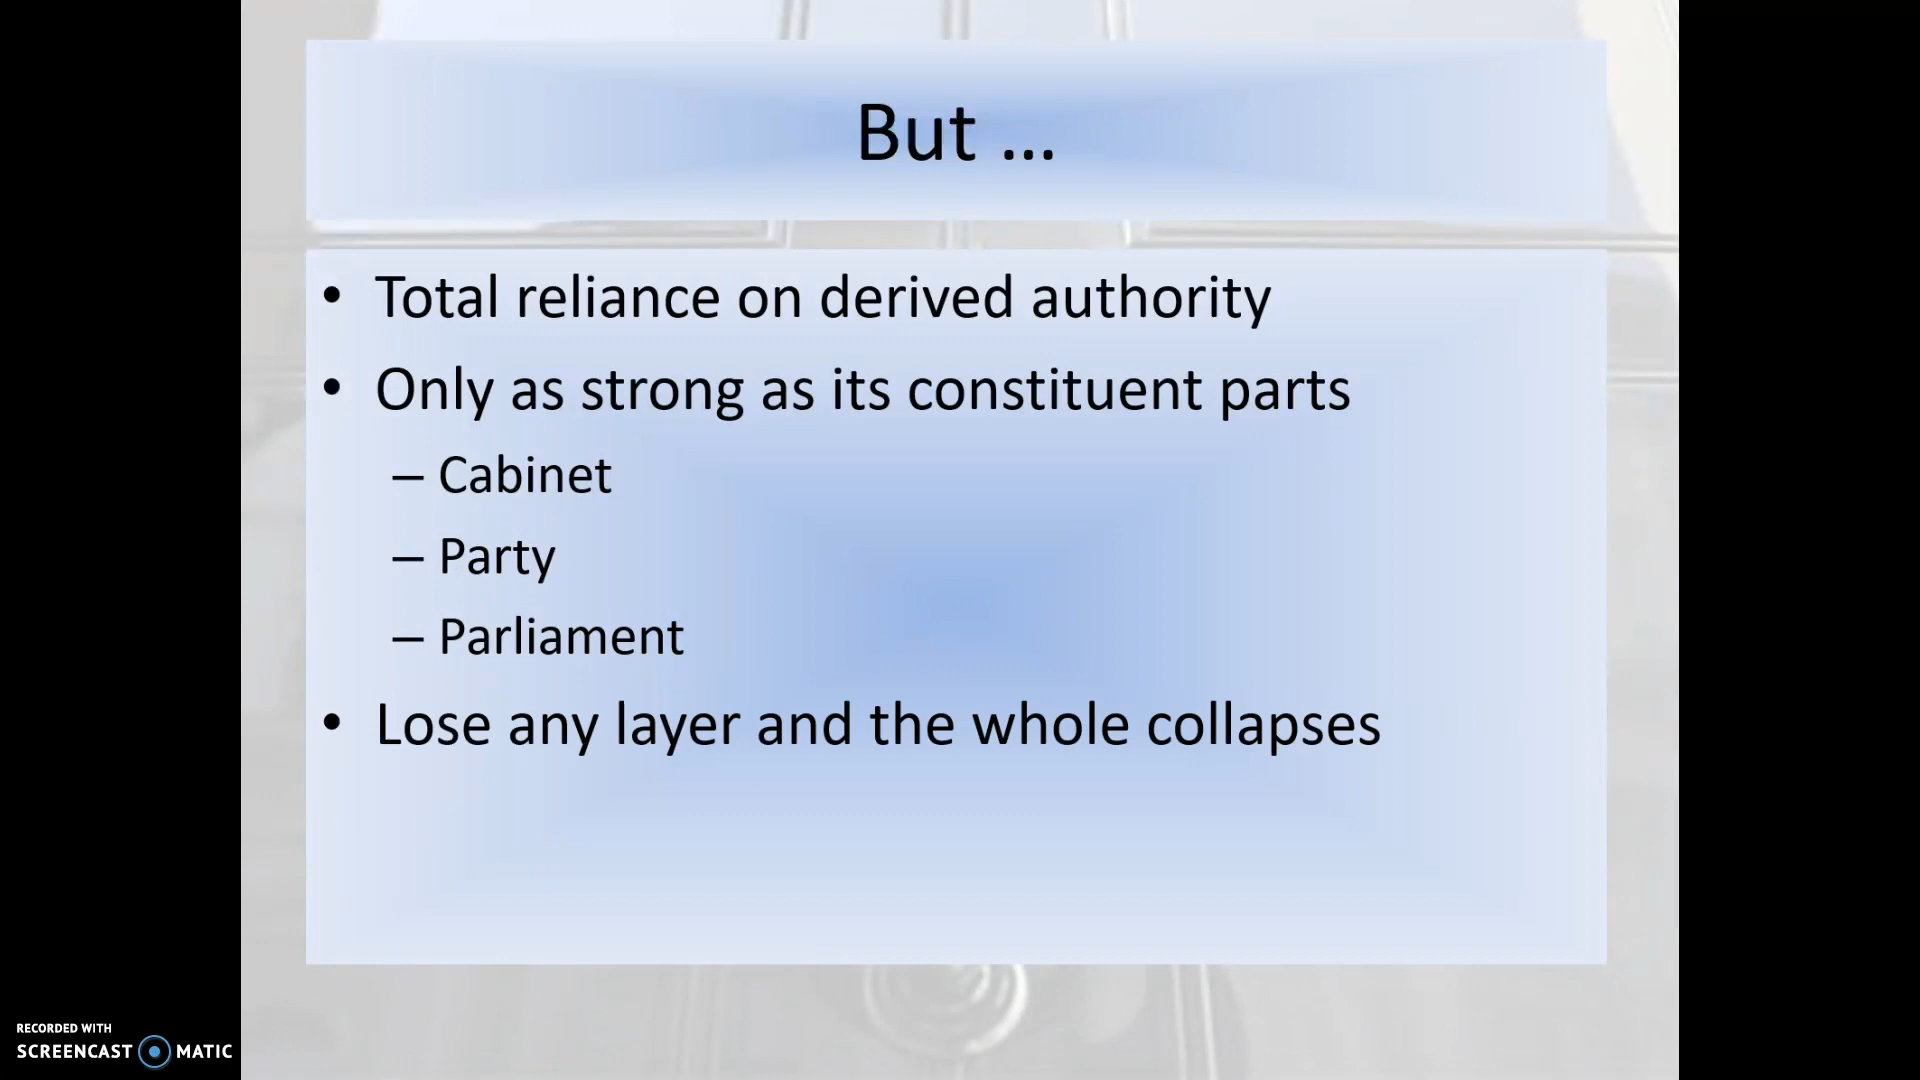 But ...
• Total reliance on derived authority
• Only as strong as its constituent parts
– Cabinet
– Party
– Parliament
• Lose any layer and the whole collapses
RECORDED WITH
SCREENCAST MATIC